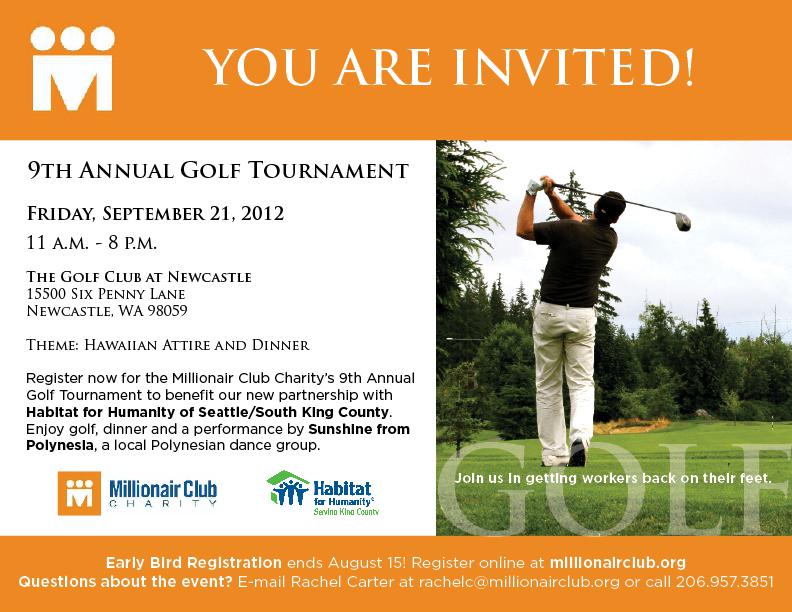 YOU ARE INVITED!
9TH ANNUAL GOLF TOURNAMENT
FRIDAY, SEPTEMBER 21, 2012
11 A.M. - 8 P.M.
THE GOLF CLUB AT NEWCASTLE
15500 SIX PENNY LANE
NEWCASTLE, WA 98059
THEME: HAWAIIAN ATTIRE AND DINNER
Register now for the Millionair Club Charity's 9th Annual
Golf Tournament to benefit our new partnership with
Habitat for Humanity of Seattle/South King County.
Enjoy golf, dinner and a performance by Sunshine from
Polynesia, a local Polynesian dance group.
Millionair Club
CHARITY
Habitat
for Humanity®
Serving King County
GOLF
Join us in getting workers back on their feet.
Early Bird Registration ends August 15! Register online at millionairclub.org
Questions about the event? E-mail Rachel Carter at rachelc@millionairclub.org or call 206.957.3851